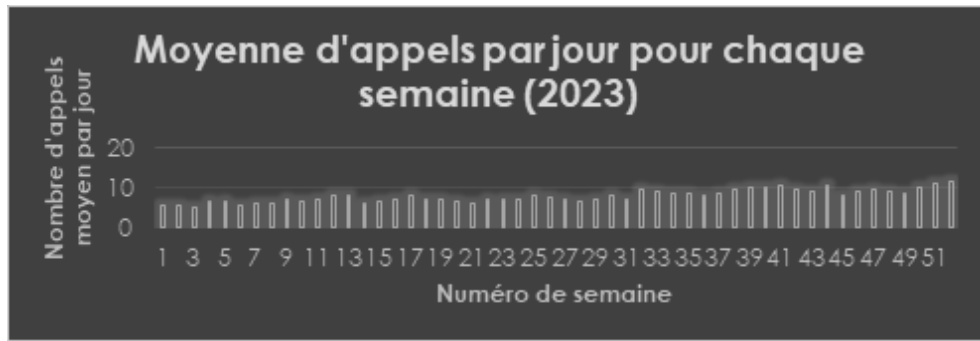 Moyenne d'appels par jour pour chaque
semaine (2023)
Nombre d'appels
moyen par jour
20
10
0
1 3 5 7 9 11 13 15 17 19 21 23 25 27 29 31 33 35 37 39 41 43 45 47 49 51
Numéro de semaine